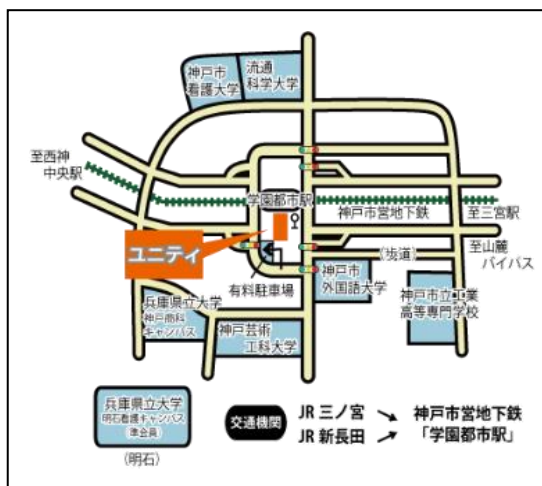 神戸市
看護大学
流通
科学大学
至西神
中央駅
学園都市駅
神戸市営地下鉄
至三宮駅
ユニティ
(歩道)
至山麓
バイパス
有料駐車場
神戸市
外国語大学
神戸市立工業
高等専門学校
兵庫県立大学
神戸商科
キャンパス
神戸芸術
工科大学
兵庫県立大学
明石看護キャンパス
(準会員)
(明石)
交通機関
JR 三ノ宮
JR 新長田
神戸市営地下鉄
「学園都市駅」